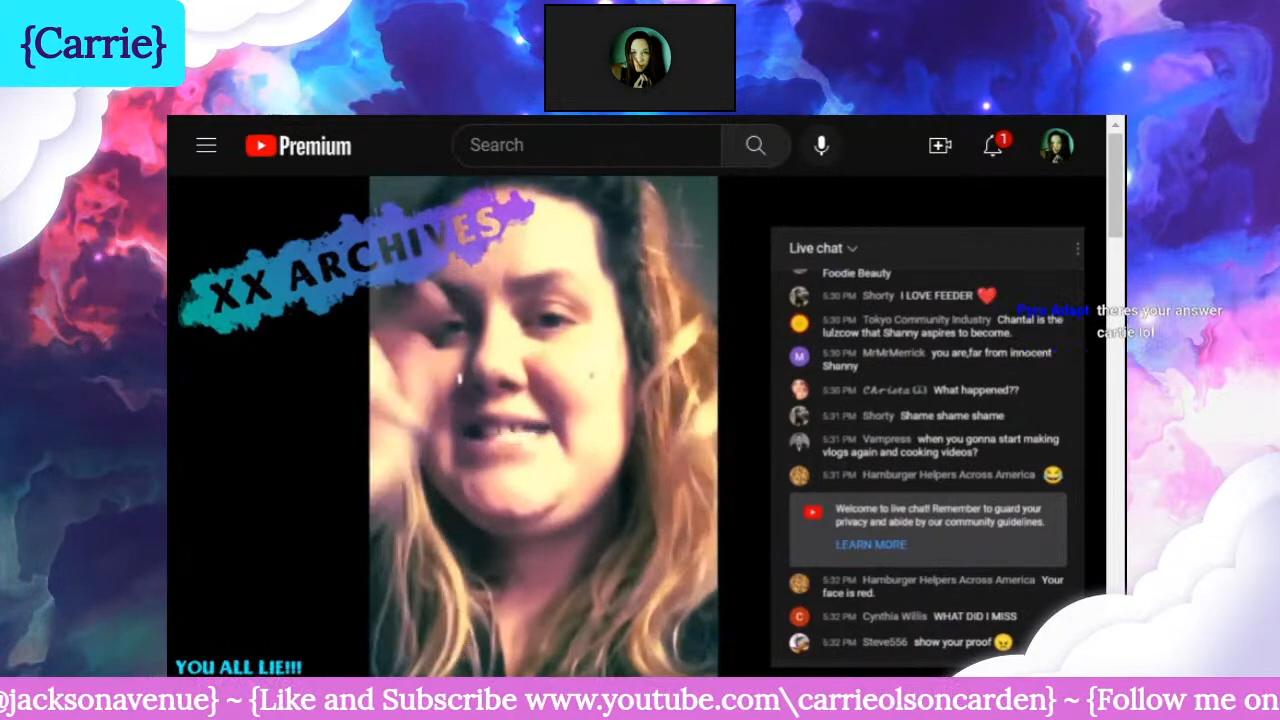 {Carrie}
Premium
Search
1
XX ARCHIVES
Live chat
Foodie Beauty
5:30 PM Shorty I LOVE FEEDER
5:30 PM Tokyo Community Industry Chantal is the
lulzcow that Shanny aspires to become.
Pyro Adept theres your answer
cartie lol
M
5:30 PM MrMrMerrick you are,far from innocent
Shanny
5:30 PM What happened??
5:31 PM Shorty Shame shame shame
5:31 PM Vampress when you gonna start making
vlogs again and cooking videos?
5:31 PM Hamburger Helpers Across America
Welcome to live chat! Remember to guard your
privacy and abide by our community guidelines.
LEARN MORE
5:32 PM Hamburger Helpers Across America Your
face is red.
C
5:32 PM Cynthia Willis WHAT DID I MISS
5:32 PM Steve556 show your proof
YOU ALL LIE!!!
@jacksonavenue} ~ {Like and Subscribe www.youtube.com\carrieolsoncarden} ~ {Follow me on